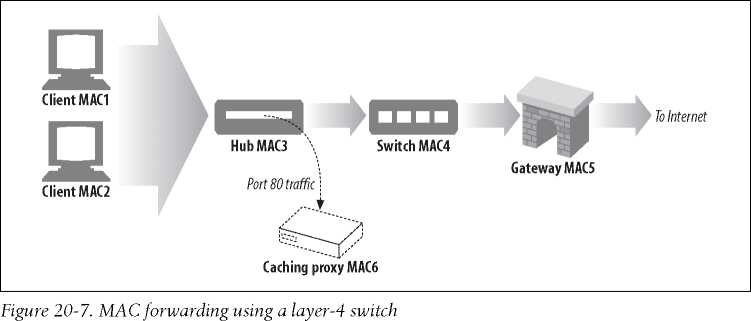 Client MAC1
Client MAC2
Hub MAC3
Switch MAC4
Gateway MAC5
To Internet
Port 80 traffic
Caching proxy MAC6
Figure 20-7. MAC forwarding using a layer-4 switch